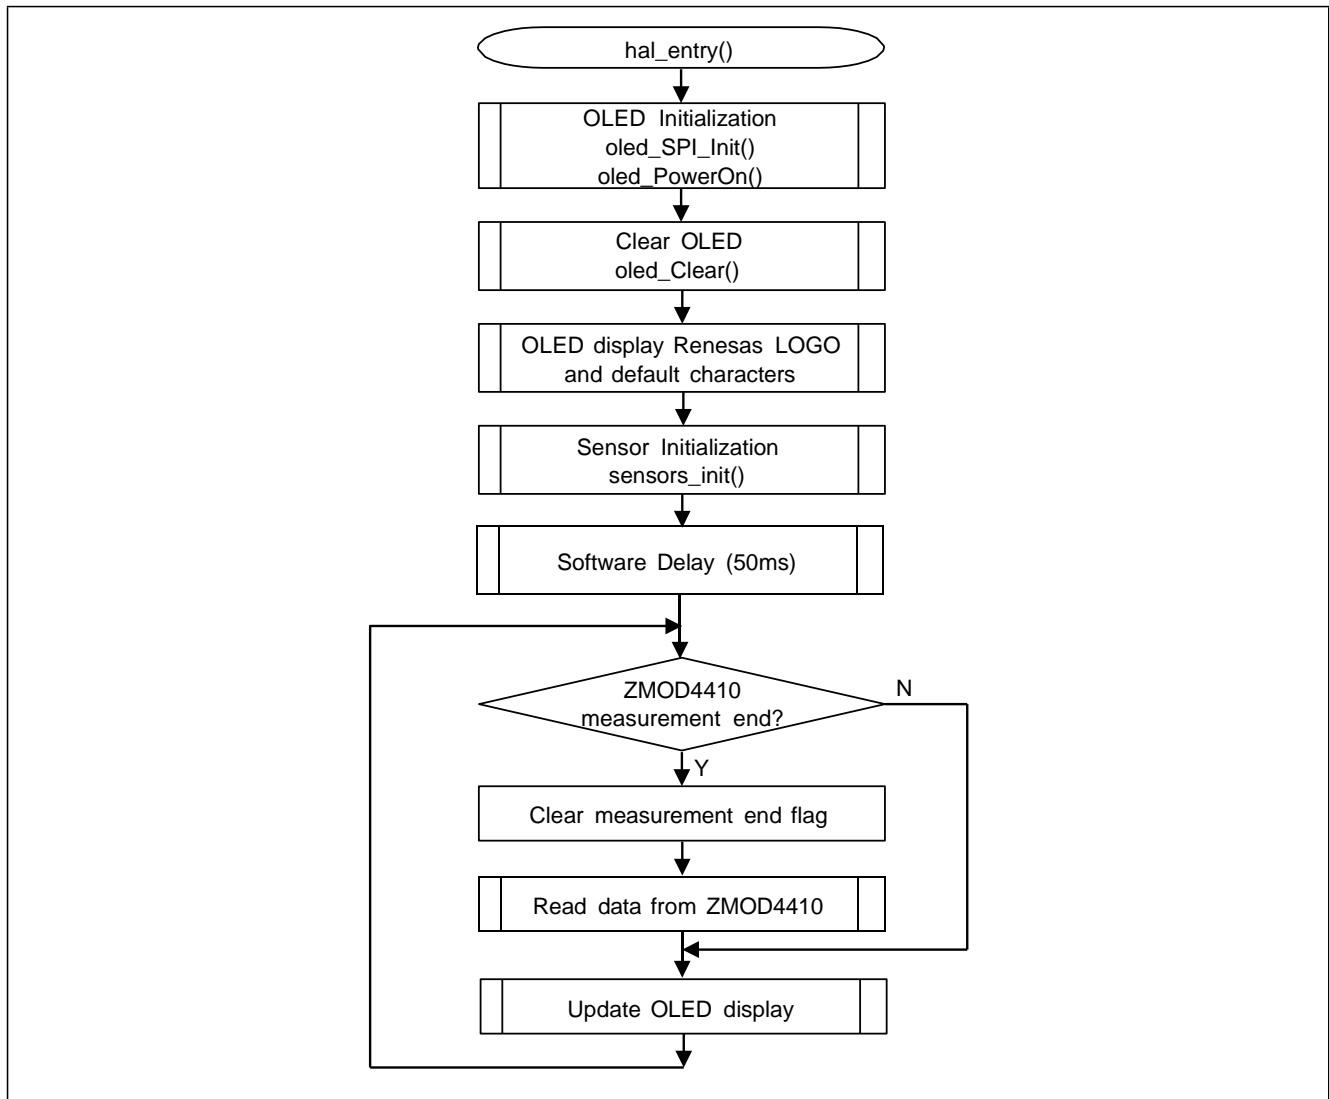 hal_entry()
OLED Initialization
oled_SPI_Init()
oled_PowerOn()
Clear OLED
oled_Clear()
OLED display Renesas LOGO
and default characters
Sensor Initialization
sensors_init()
Software Delay (50ms)
ZMOD4410
measurement end?
N
Y
Clear measurement end flag
Read data from ZMOD4410
Update OLED display